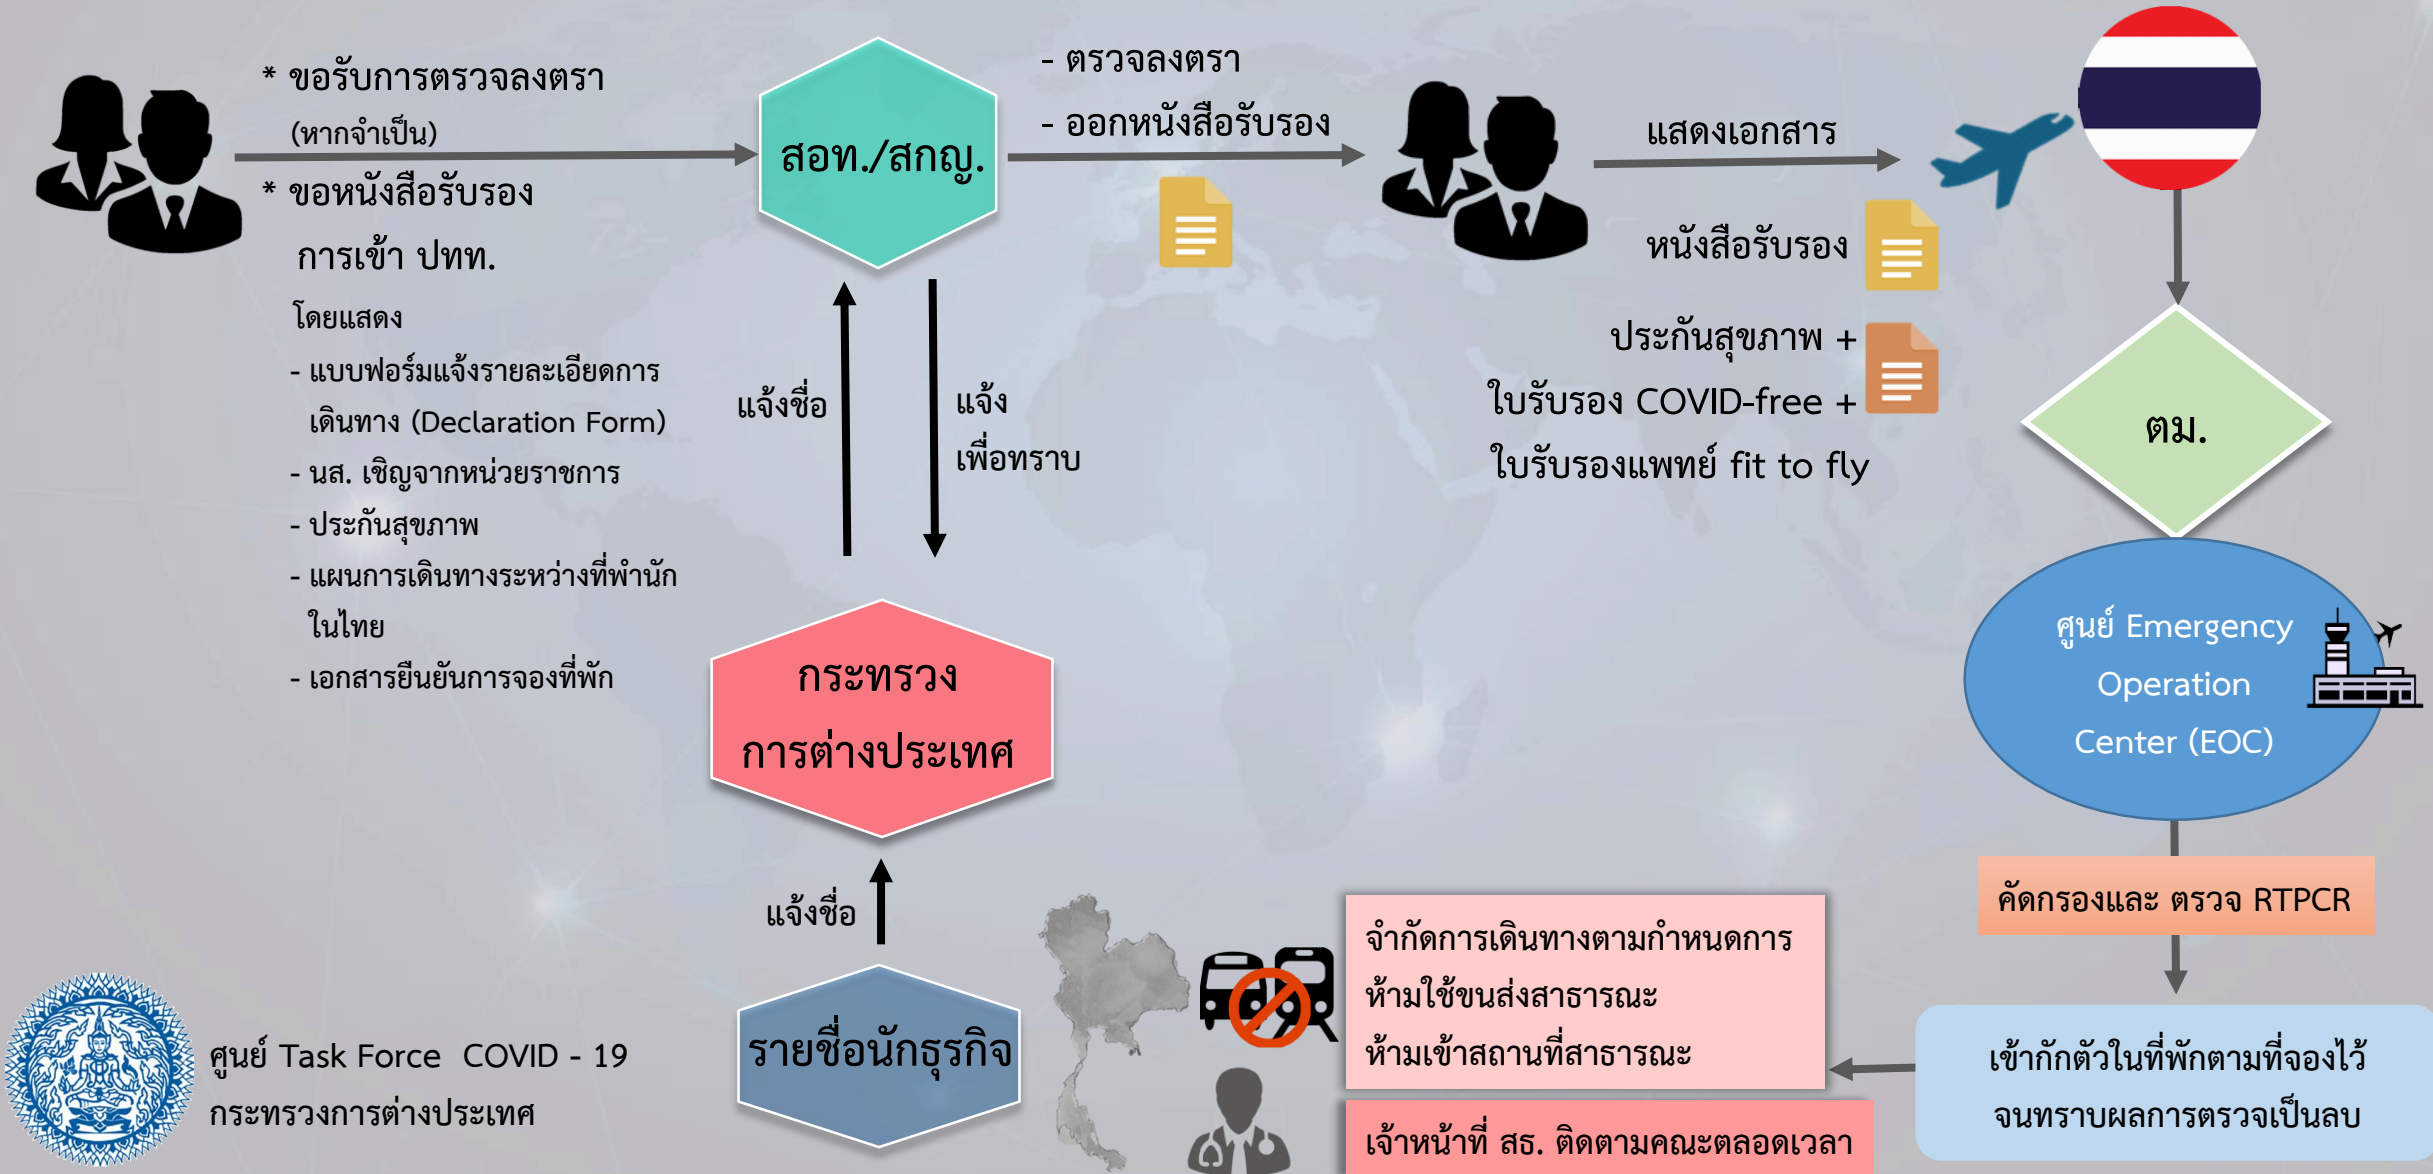 * ขอรับการตรวจลงตรา
(หากจำเป็น)
* ขอหนังสือรับรอง
การเข้า ปทท.
โดยแสดง
- แบบฟอร์มแจ้งรายละเอียดการ
เดินทาง (Declaration Form)
- นส. เชิญจากหน่วยราชการ
- ประกันสุขภาพ
- แผนการเดินทางระหว่างที่พำนัก
ในไทย
- เอกสารยืนยันการจองที่พัก
สอท./สกญ.
- ตรวจลงตรา
- ออกหนังสือรับรอง
แจ้งชื่อ
แจ้ง
เพื่อทราบ
กระทรวง
การต่างประเทศ
แจ้งชื่อ
รายชื่อนักธุรกิจ
แสดงเอกสาร
หนังสือรับรอง
ประกันสุขภาพ +
ใบรับรอง COVID-free +
ใบรับรองแพทย์ fit to fly
ตม.
ศูนย์ Emergency
Operation
Center (EOC)
คัดกรองและ ตรวจ RTPCR
เข้ากักตัวในที่พักตามที่จองไว้
จนทราบผลการตรวจเป็นลบ
จำกัดการเดินทางตามกำหนดการ
ห้ามใช้ขนส่งสาธารณะ
ห้ามเข้าสถานที่สาธารณะ
เจ้าหน้าที่ สธ. ติดตามคณะตลอดเวลา
ศูนย์ Task Force COVID - 19
กระทรวงการต่างประเทศ